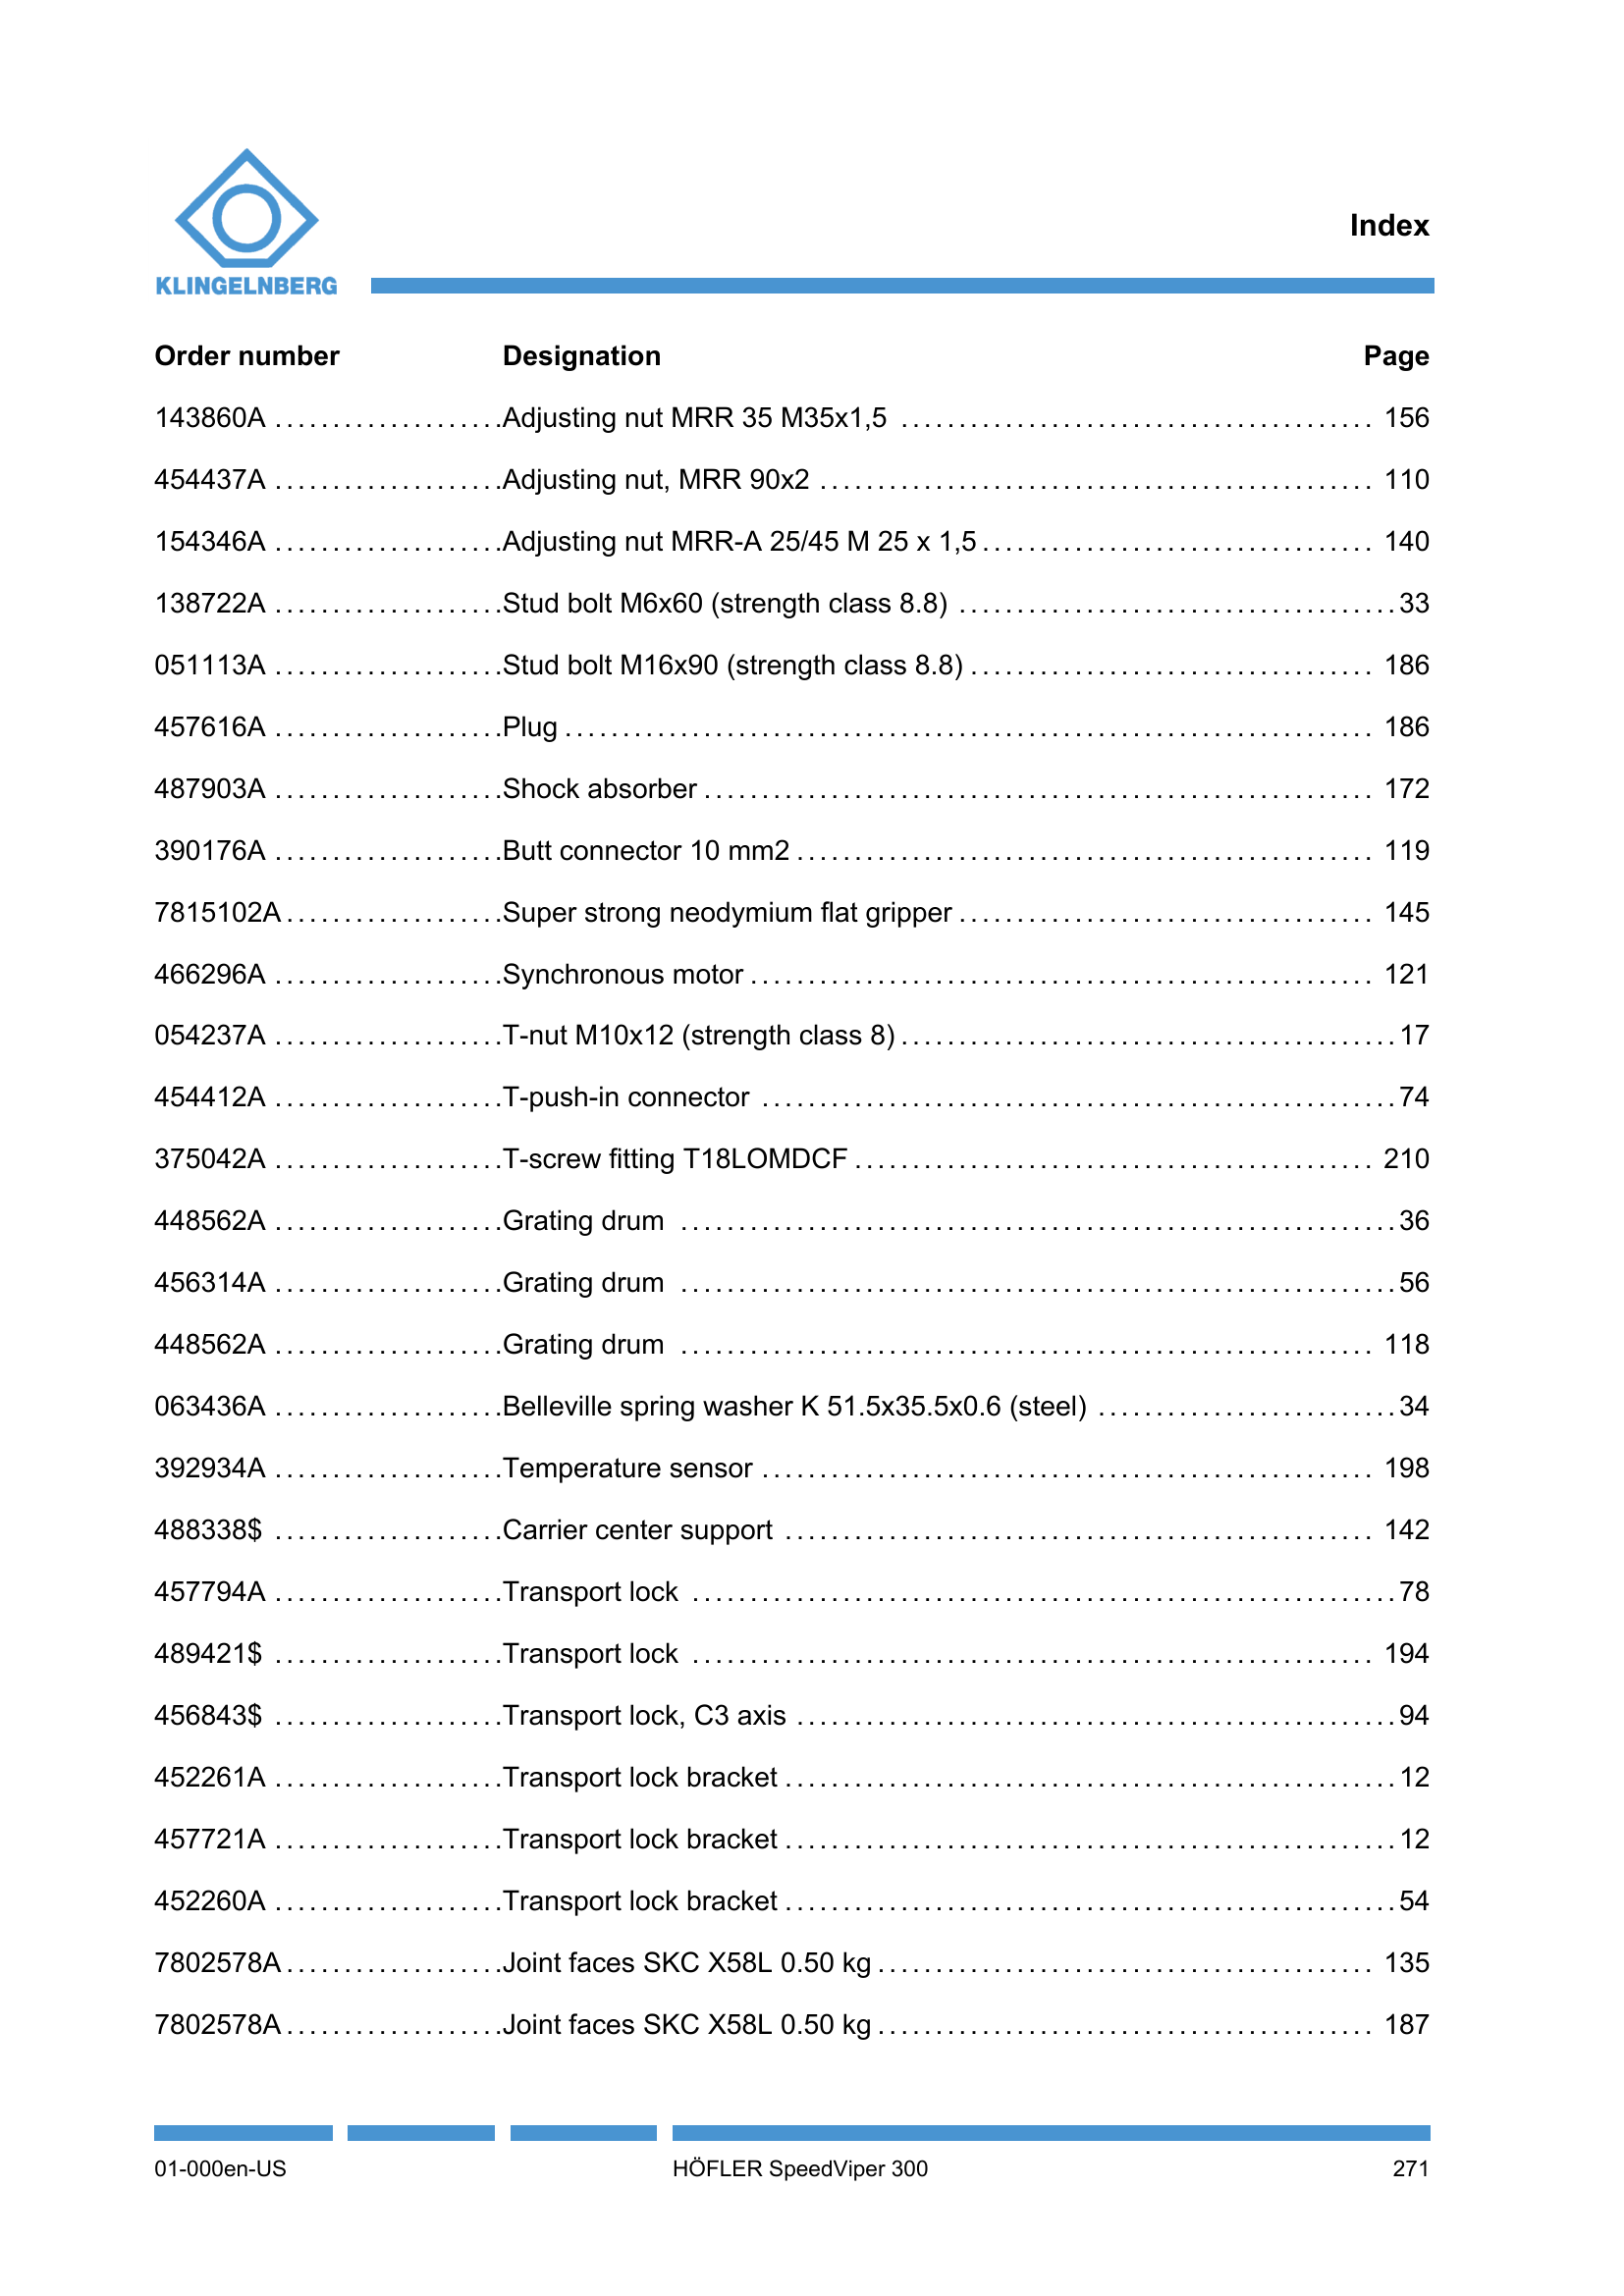 KLINGELNBERG
Index
Order number Designation Page
143860A ....................Adjusting nut MRR 35 M35x1,5 ......................................... 156
454437A ....................Adjusting nut, MRR 90x2 ................................................ 110
154346A ....................Adjusting nut MRR-A 25/45 M 25 x 1,5.................................. 140
138722A ....................Stud bolt M6x60 (strength class 8.8) ......................................33
051113A ....................Stud bolt M16x90 (strength class 8.8) ................................... 186
457616A ....................Plug ...................................................................... 186
487903A ....................Shock absorber .......................................................... 172
390176A ....................Butt connector 10 mm2 .................................................. 119
7815102A...................Super strong neodymium flat gripper .................................... 145
466296A ....................Synchronous motor ...................................................... 121
054237A ....................T-nut M10x12 (strength class 8) ...........................................17
454412A ....................T-push-in connector .......................................................74
375042A ....................T-screw fitting T18LOMDCF ............................................. 210
448562A ....................Grating drum ..............................................................36
456314A ....................Grating drum ..............................................................56
448562A ....................Grating drum ............................................................ 118
063436A ....................Belleville spring washer K 51.5x35.5x0.6 (steel) ..........................34
392934A ....................Temperature sensor ..................................................... 198
488338$ ....................Carrier center support ................................................... 142
457794A ....................Transport lock .............................................................78
489421$ ....................Transport lock ........................................................... 194
456843$ ....................Transport lock, C3 axis ....................................................94
452261A ....................Transport lock bracket .....................................................12
457721A ....................Transport lock bracket .....................................................12
452260A ....................Transport lock bracket .....................................................54
7802578A...................Joint faces SKC X58L 0.50 kg ........................................... 135
7802578A...................Joint faces SKC X58L 0.50 kg ........................................... 187
01-000en-US HÖFLER SpeedViper 300 271